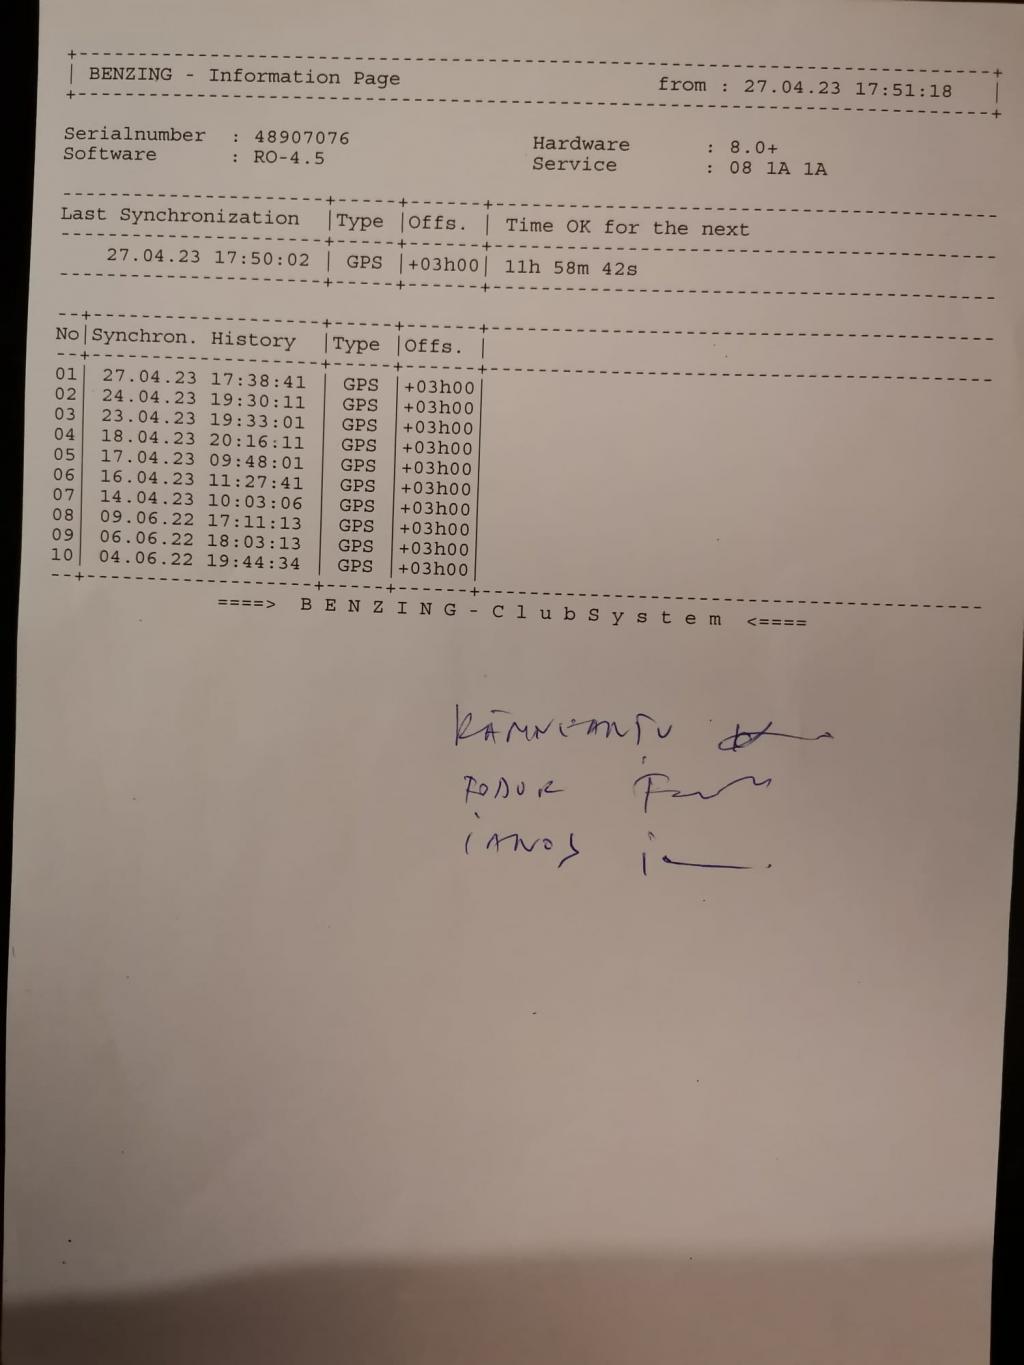 BENZING - Information Page from : 27.04.23 17:51:18
Serialnumber : 48907076 Hardware : 8.0+
Software : RO-4.5 Service : 08 1A 1A
Last Synchronization |Type |Offs. | Time OK for the next
27.04.23 17:50:02 | GPS |+03h00| 11h 58m 42s
No|Synchron. History |Type |Offs. |
01| 27.04.23 17:38:41 | GPS |+03h00|
02| 24.04.23 19:30:11 | GPS |+03h00|
03| 23.04.23 19:33:01 | GPS |+03h00|
04| 18.04.23 20:16:11 | GPS |+03h00|
05| 17.04.23 09:48:01 | GPS |+03h00|
06| 16.04.23 11:27:41 | GPS |+03h00|
07| 14.04.23 10:03:06 | GPS |+03h00|
08| 09.06.22 17:11:13 | GPS |+03h00|
09| 06.06.22 18:03:13 | GPS |+03h00|
10| 04.06.22 19:44:34 | GPS |+03h00|
====> B E N Z I N G - C l u b S y s t e m <====
FODOR
IANOS